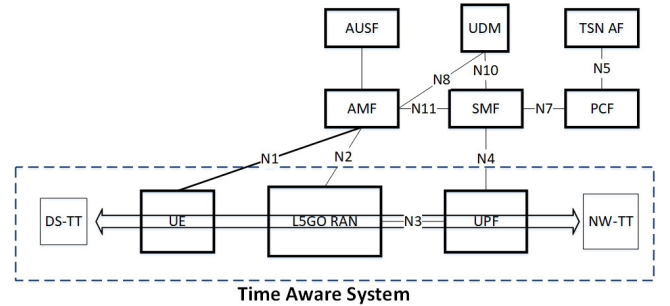 AUSF
UDM
TSN AF
N8
N10
N5
AMF
N11
SMF
N7
PCF
N1
N2
N4
DS-TT
UE
L5GO RAN
N3
UPF
NW-TT
Time Aware System